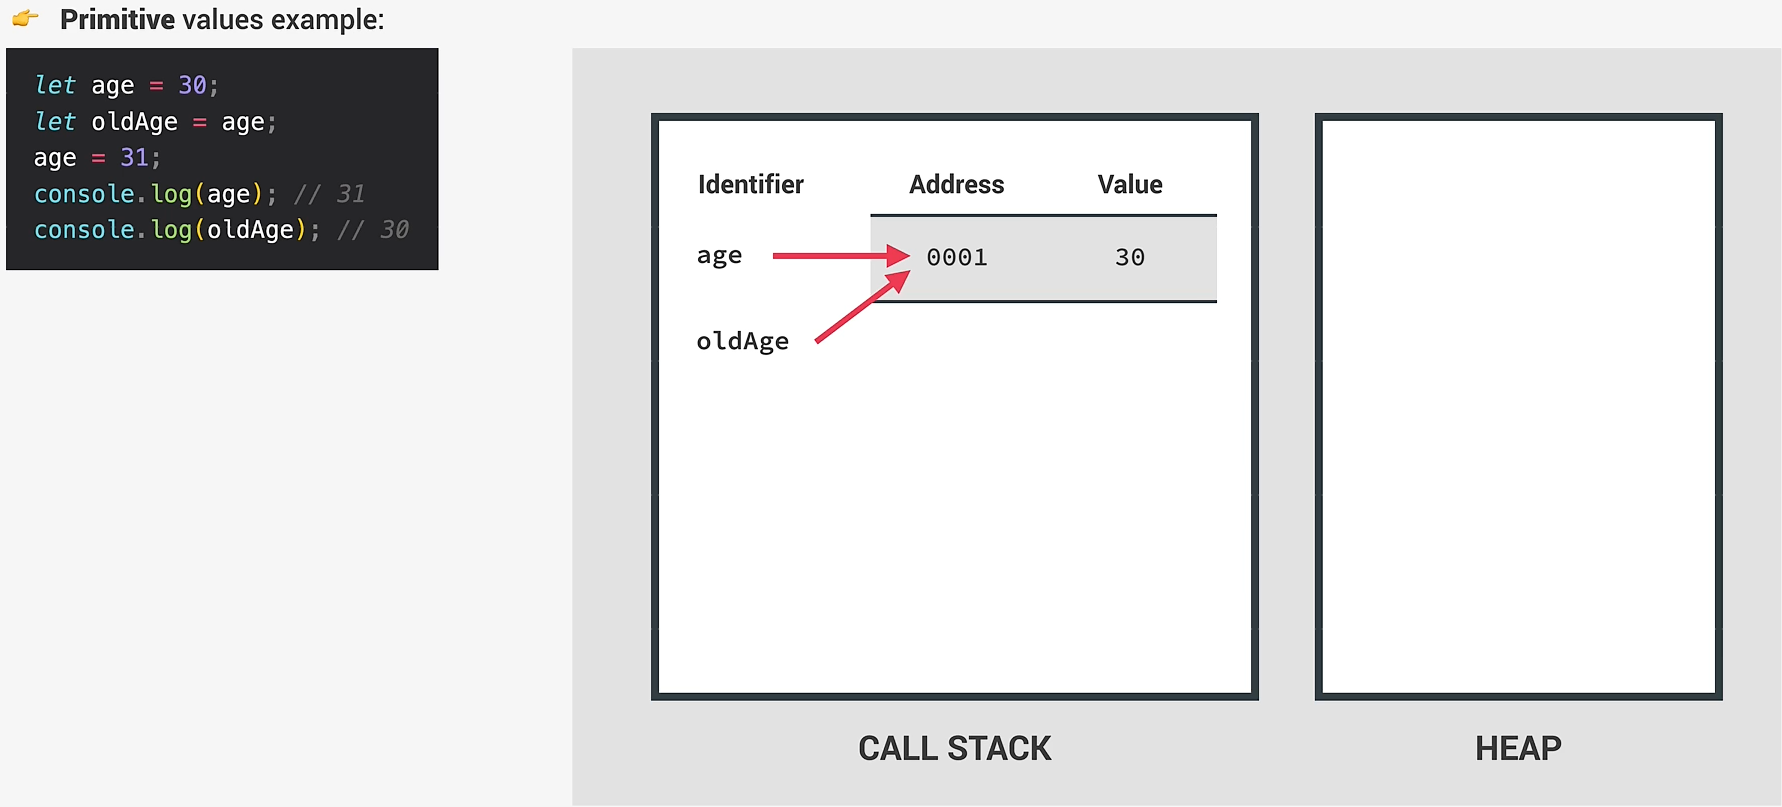 👉 Primitive values example:
let age = 30;
let oldAge = age;
age = 31;
console.log(age); // 31
console.log(oldAge); // 30
Identifier Address Value
age 0001 30
oldAge
CALL STACK HEAP